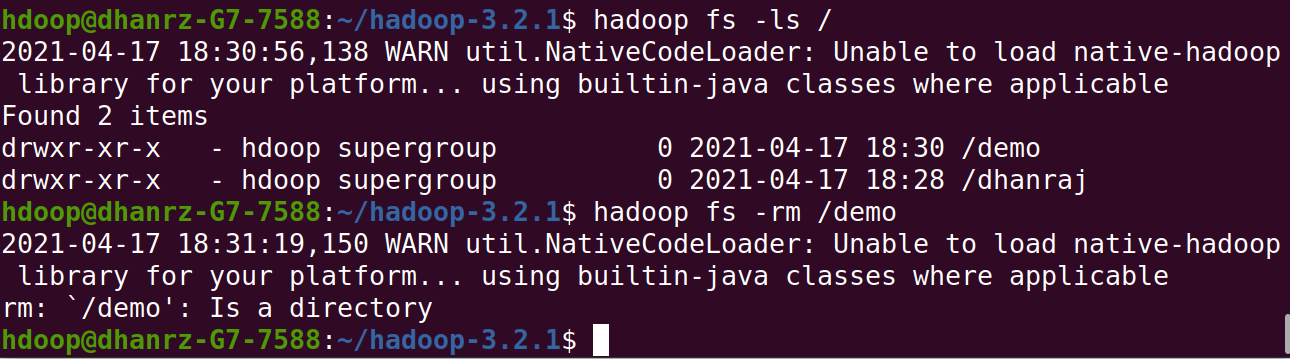 hdoop@dhanrz-G7-7588:~/hadoop-3.2.1$ hadoop fs -ls /
2021-04-17 18:30:56,138 WARN util.NativeCodeLoader: Unable to load native-hadoop
 library for your platform... using builtin-java classes where applicable
Found 2 items
drwxr-xr-x   - hdoop supergroup          0 2021-04-17 18:30 /demo
drwxr-xr-x   - hdoop supergroup          0 2021-04-17 18:28 /dhanraj
hdoop@dhanrz-G7-7588:~/hadoop-3.2.1$ hadoop fs -rm /demo
2021-04-17 18:31:19,150 WARN util.NativeCodeLoader: Unable to load native-hadoop
 library for your platform... using builtin-java classes where applicable
rm: `/demo': Is a directory
hdoop@dhanrz-G7-7588:~/hadoop-3.2.1$